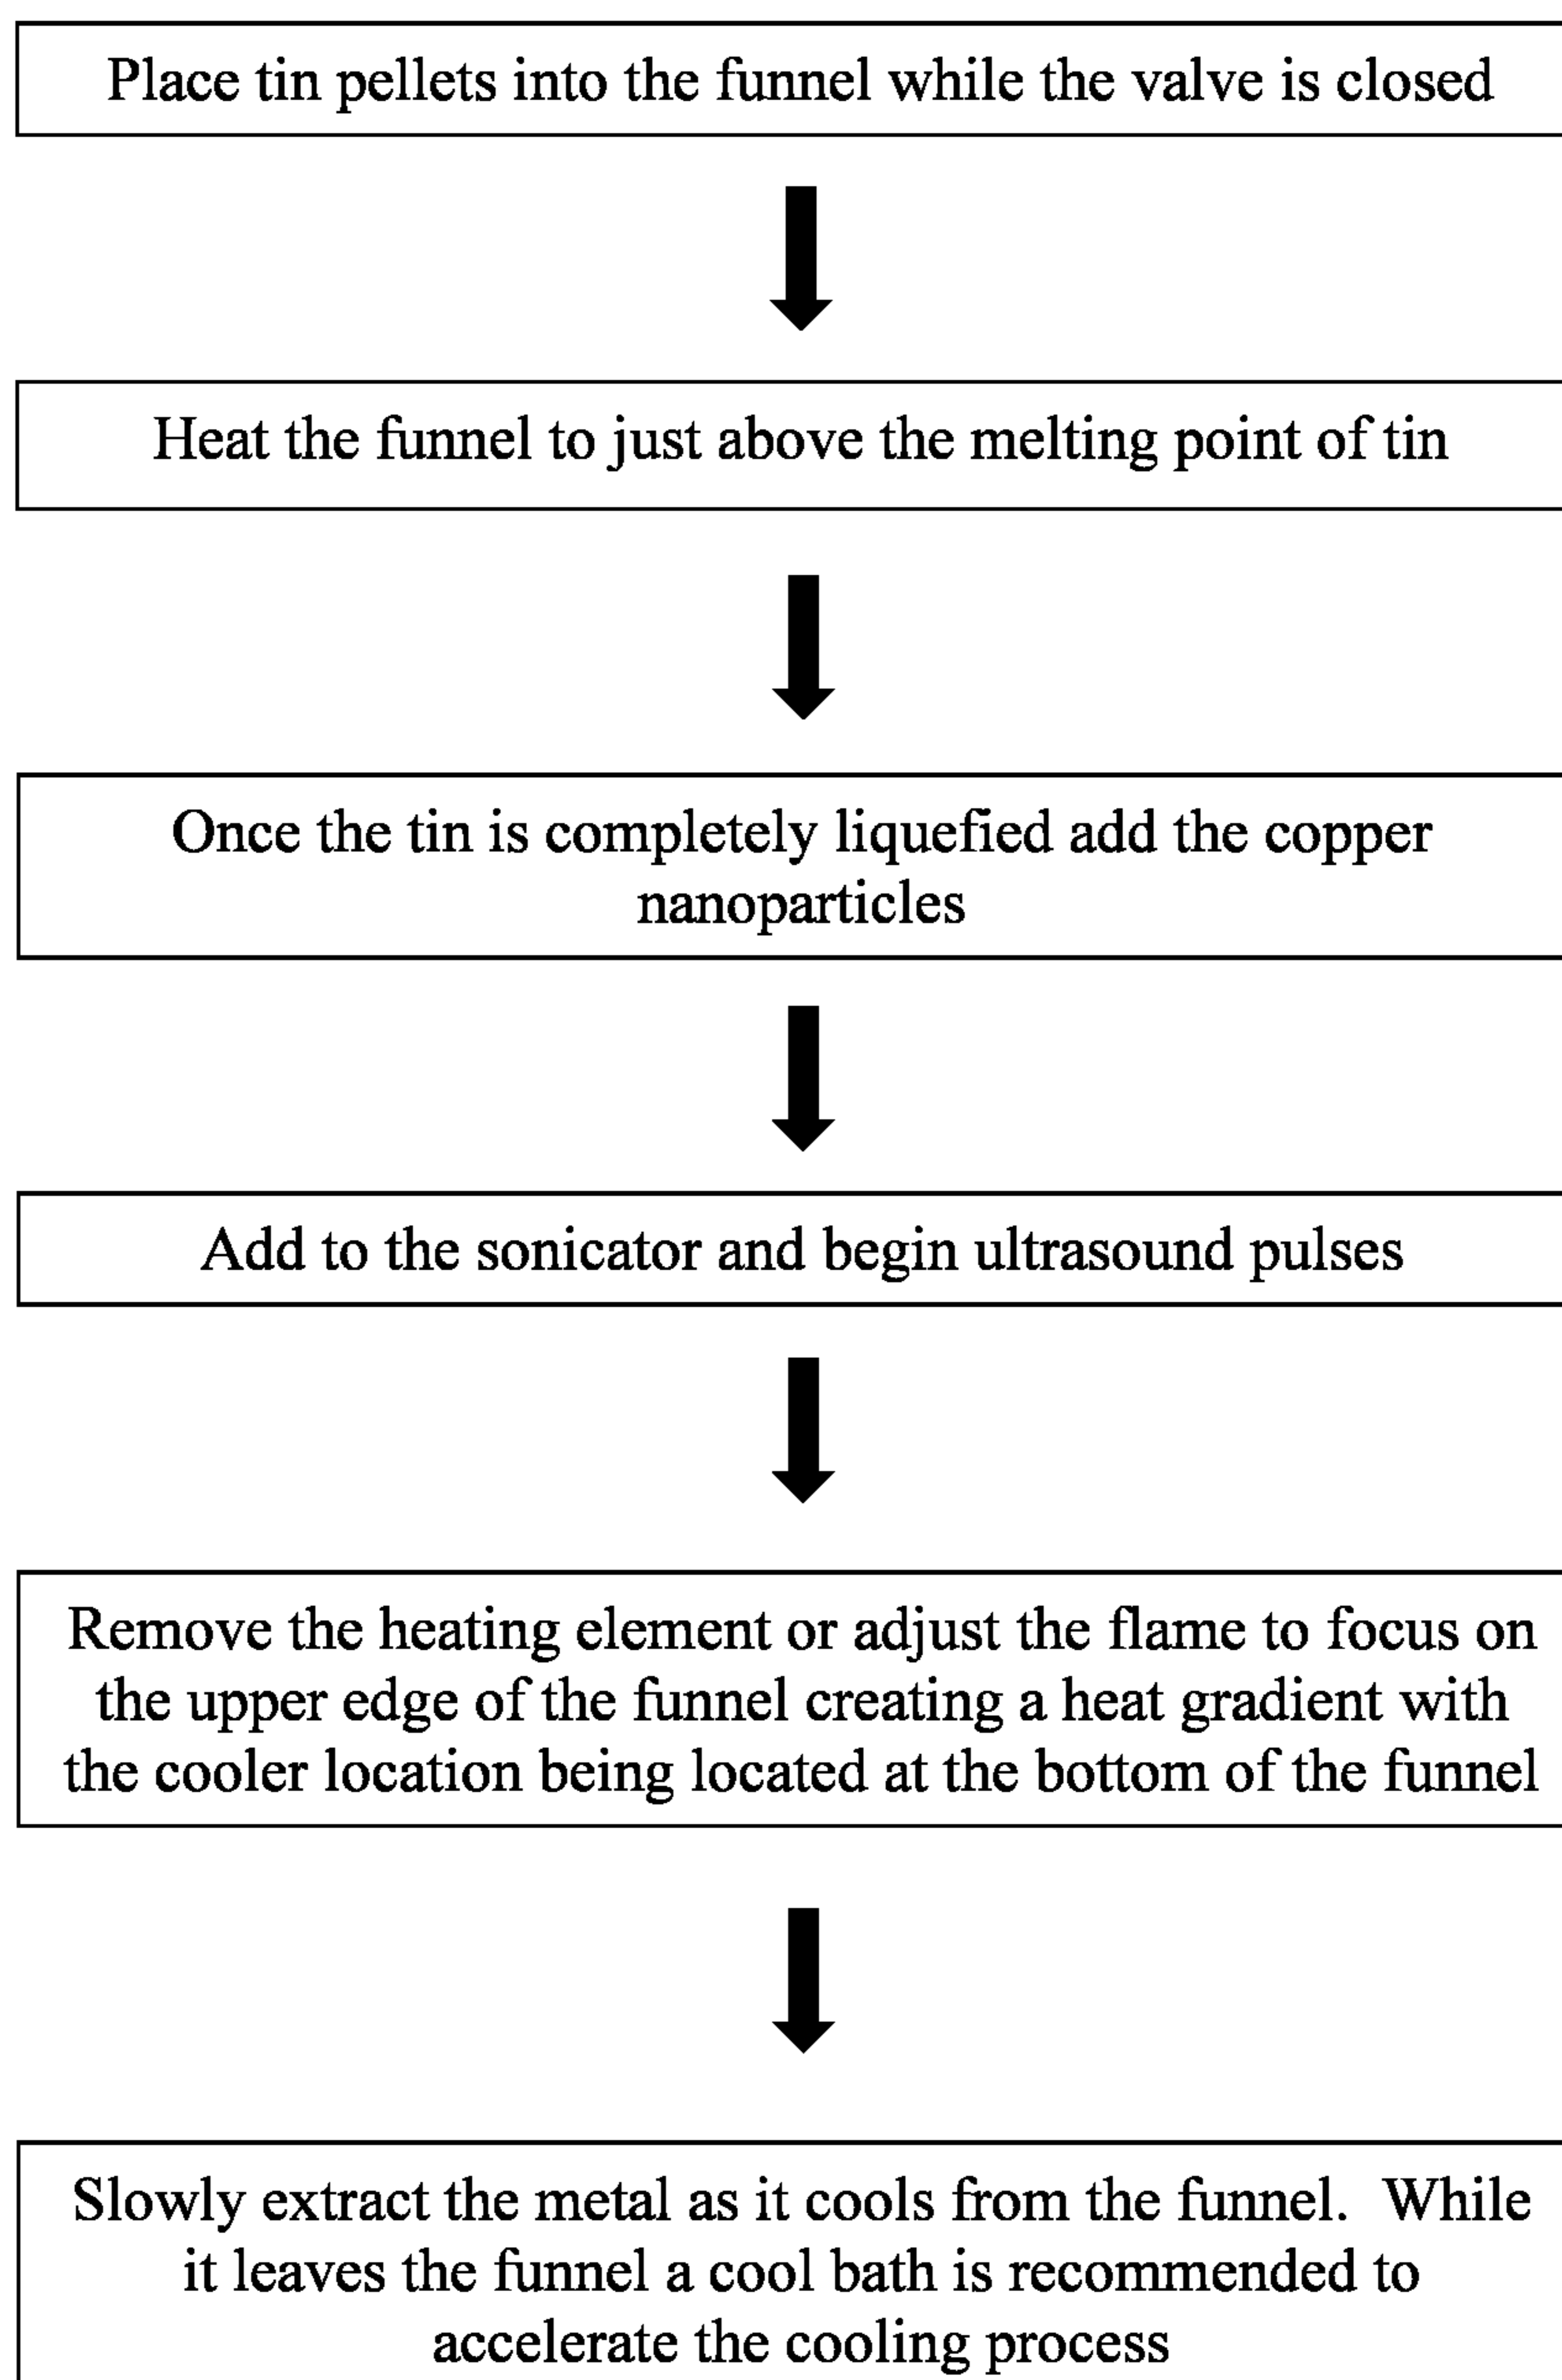 Place tin pellets into the funnel while the valve is closed
Heat the funnel to just above the melting point of tin
Once the tin is completely liquefied add the copper
nanoparticles
Add to the sonicator and begin ultrasound pulses
Remove the heating element or adjust the flame to focus on
the upper edge of the funnel creating a heat gradient with
the cooler location being located at the bottom of the funnel
Slowly extract the metal as it cools from the funnel.  While
it leaves the funnel a cool bath is recommended to
accelerate the cooling process